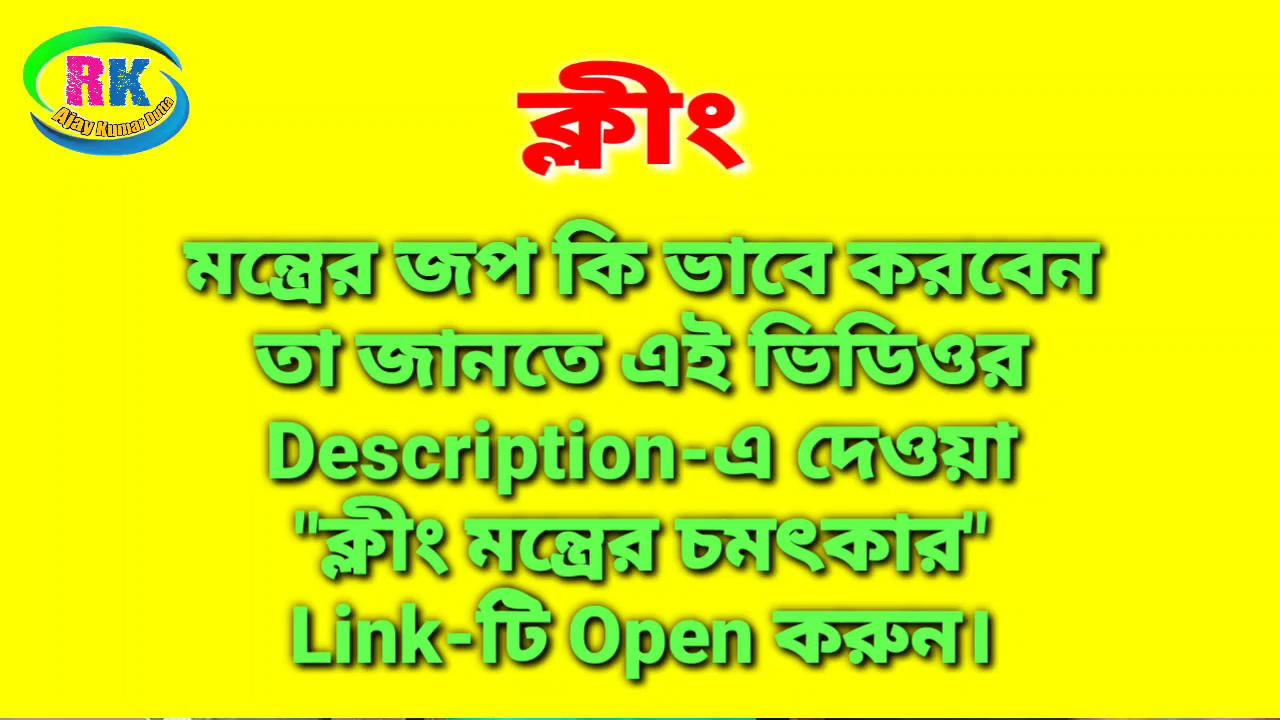 RK
Ajay Kumar Dutta
ক্লীং
মন্ত্রের জপ কি ভাবে করবেন
তা জানতে এই ভিডিওর
Description-এ দেওয়া
"ক্লীং মন্ত্রের চমৎকার"
Link-টি Open করুন।